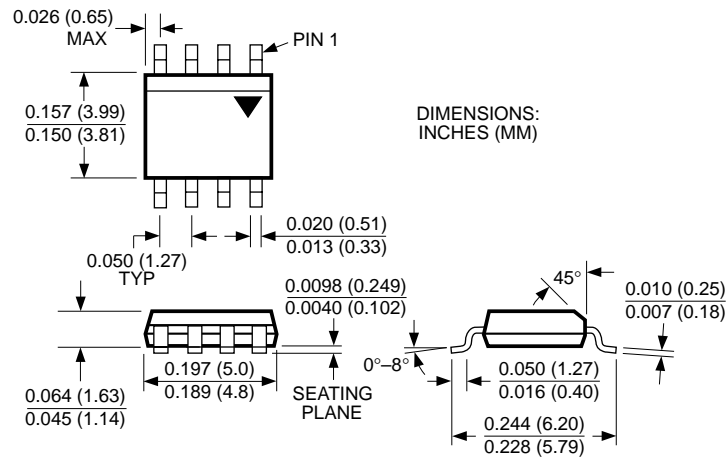 0.026 (0.65)
MAX
PIN 1
0.157 (3.99)
0.150 (3.81)
DIMENSIONS:
INCHES (MM)
0.050 (1.27)
TYP
0.020 (0.51)
0.013 (0.33)
0.0098 (0.249)
0.0040 (0.102)
45°
0.010 (0.25)
0.007 (0.18)
0°–8°
0.064 (1.63)
0.045 (1.14)
0.197 (5.0)
0.189 (4.8)
SEATING
PLANE
0.050 (1.27)
0.016 (0.40)
0.244 (6.20)
0.228 (5.79)